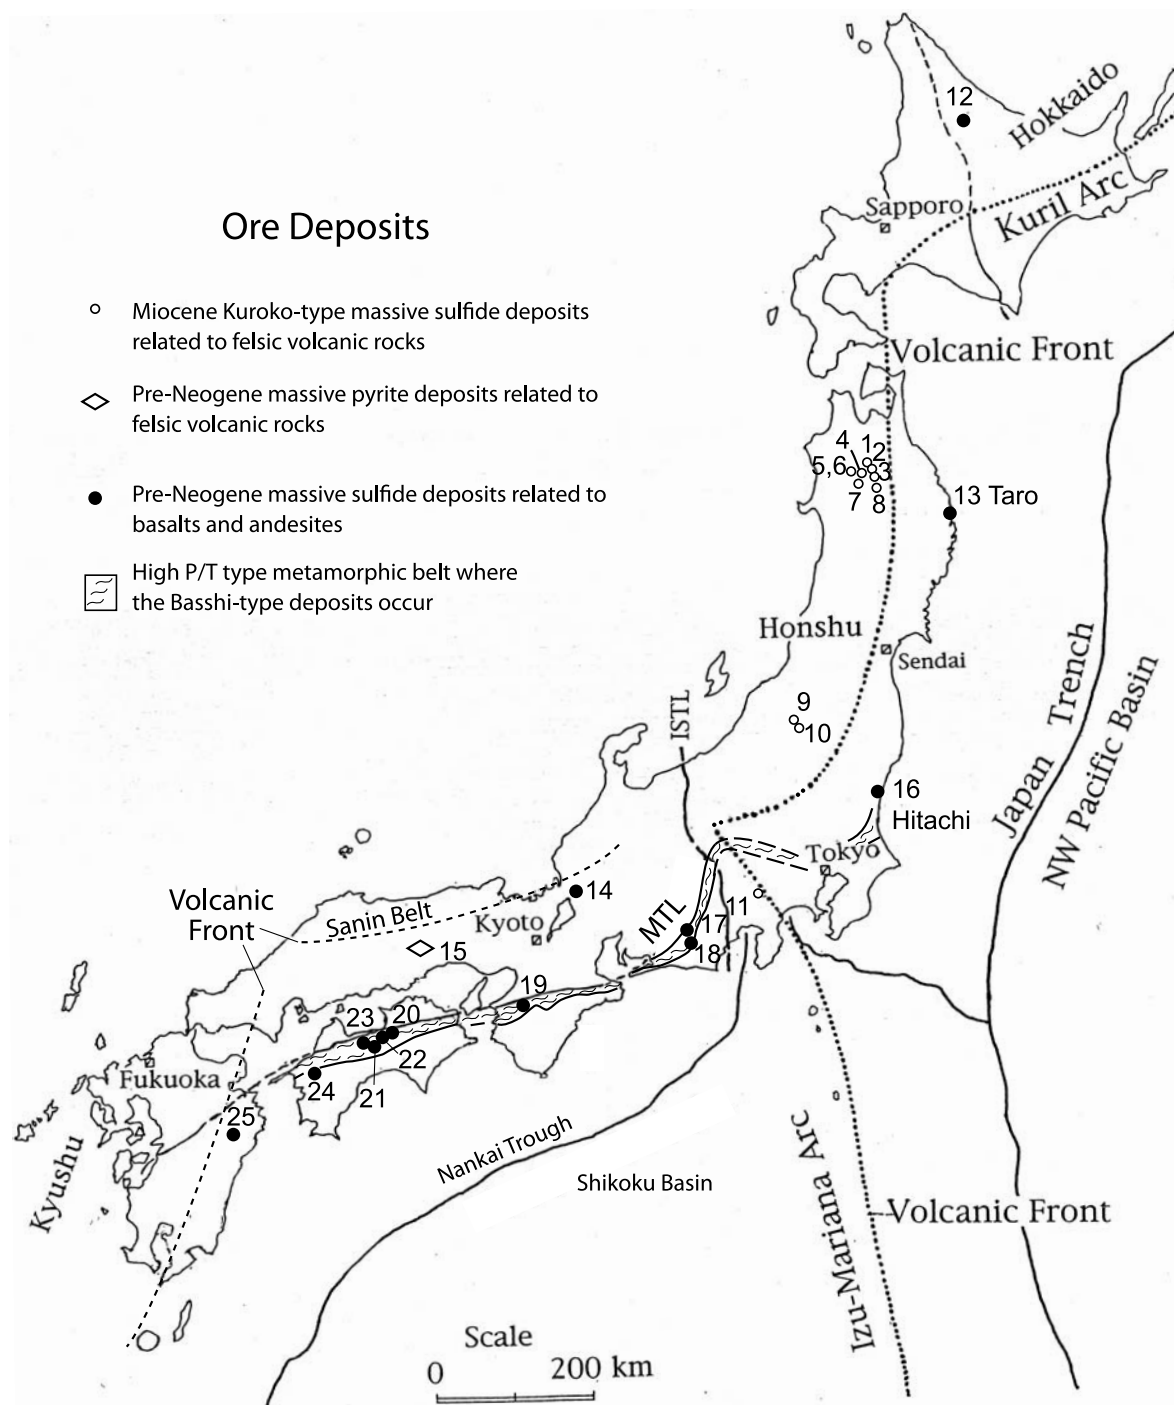 12
Hokkaido
Sapporo
Kuril Arc
Ore Deposits
Miocene Kuroko-type massive sulfide deposits
related to felsic volcanic rocks
Volcanic Front
Pre-Neogene massive pyrite deposits related to
felsic volcanic rocks
4 1 2
5,6 3
7 8
Pre-Neogene massive sulfide deposits related to
basalts and andesites
13 Taro
High P/T type metamorphic belt where
the Basshi-type deposits occur
Honshu
Sendai
Japan Trench
NW Pacific Basin
ISTL
9
10
16
Hitachi
Tokyo
Volcanic
Front
Sanin Belt
14
Kyoto
11
MTL
17
18
15
19
23 20
22
21
24
Fukuoka
25
Kyushu
Nankai Trough
Shikoku Basin
Izu-Mariana Arc
Volcanic Front
Scale
0 200 km